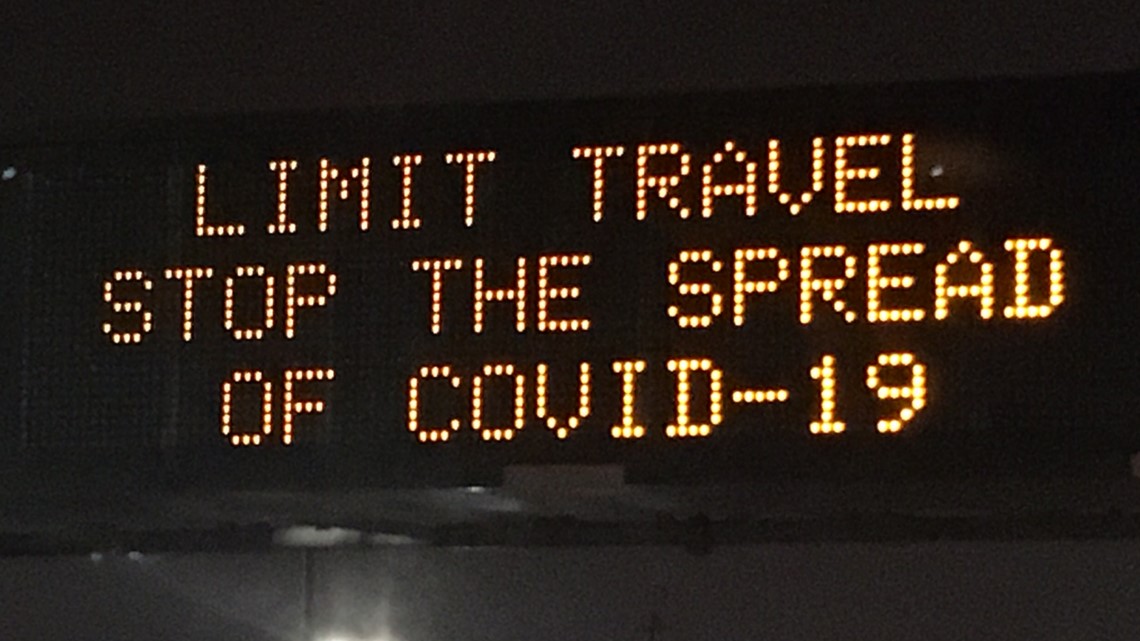 LIMIT TRAVEL
STOP THE SPREAD
OF COVID-19